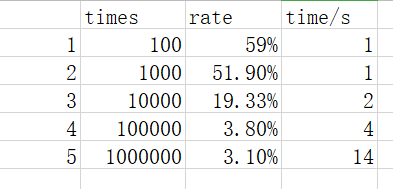 times rate time/s
1 100 59% 1
2 1000 51.90% 1
3 10000 19.33% 2
4 100000 3.80% 4
5 1000000 3.10% 14